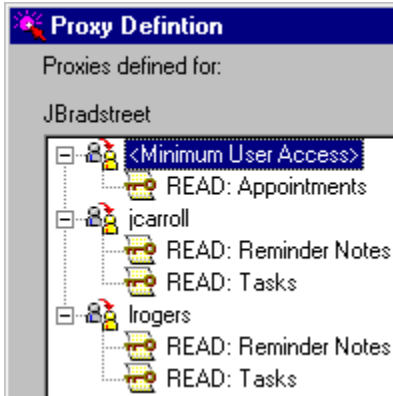 Proxy Defintion
Proxies defined for:
JBradstreet
<Minimum User Access>
READ: Appointments
jcarroll
READ: Reminder Notes
READ: Tasks
lrogers
READ: Reminder Notes
READ: Tasks